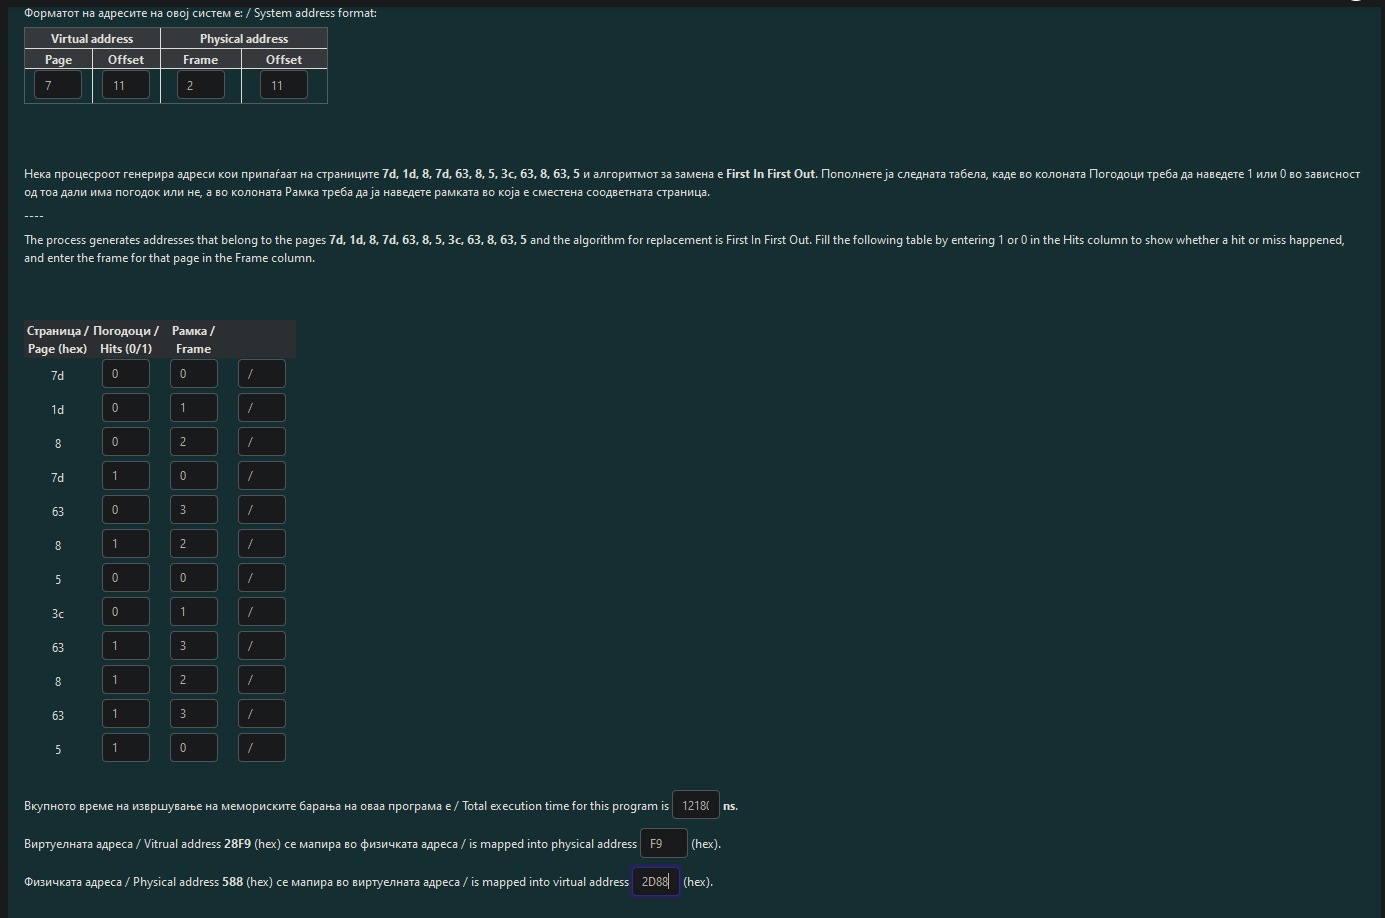 Форматот на адресите на овој систем е: / System address format:
Virtual address Physical address
Page Offset Frame Offset
7 11 2 11
Нека процесроот генерира адреси кои припаѓаат на страниците 7d, 1d, 8, 7d, 63, 8, 5, 3c, 63, 8, 63, 5 и алгоритмот за замена е First In First Out. Пополнете ја следната табела, каде во колоната Погодоци треба да наведете 1 или 0 во зависност
од тоа дали има погодок или не, а во колоната Рамка треба да ја наведете рамката во која е сместена соодветната страница.
----
The process generates addresses that belong to the pages 7d, 1d, 8, 7d, 63, 8, 5, 3c, 63, 8, 63, 5 and the algorithm for replacement is First In First Out. Fill the following table by entering 1 or 0 in the Hits column to show whether a hit or miss happened,
and enter the frame for that page in the Frame column.
Страница / Погодоци / Рамка /
Page (hex) Hits (0/1) Frame
7d 0 0 /
1d 0 1 /
8 0 2 /
7d 1 0 /
63 0 3 /
8 1 2 /
5 0 0 /
3c 0 1 /
63 1 3 /
8 1 2 /
63 1 3 /
5 1 0 /
Вкупното време на извршување на мемориските барања на оваа програма е / Total execution time for this program is 1218 ns.
Виртуелната адреса / Vitrual address 28F9 (hex) се мапира во физичката адреса / is mapped into physical address F9 (hex).
Физичката адреса / Physical address 588 (hex) се мапира во виртуелната адреса / is mapped into virtual address 2D88 (hex).